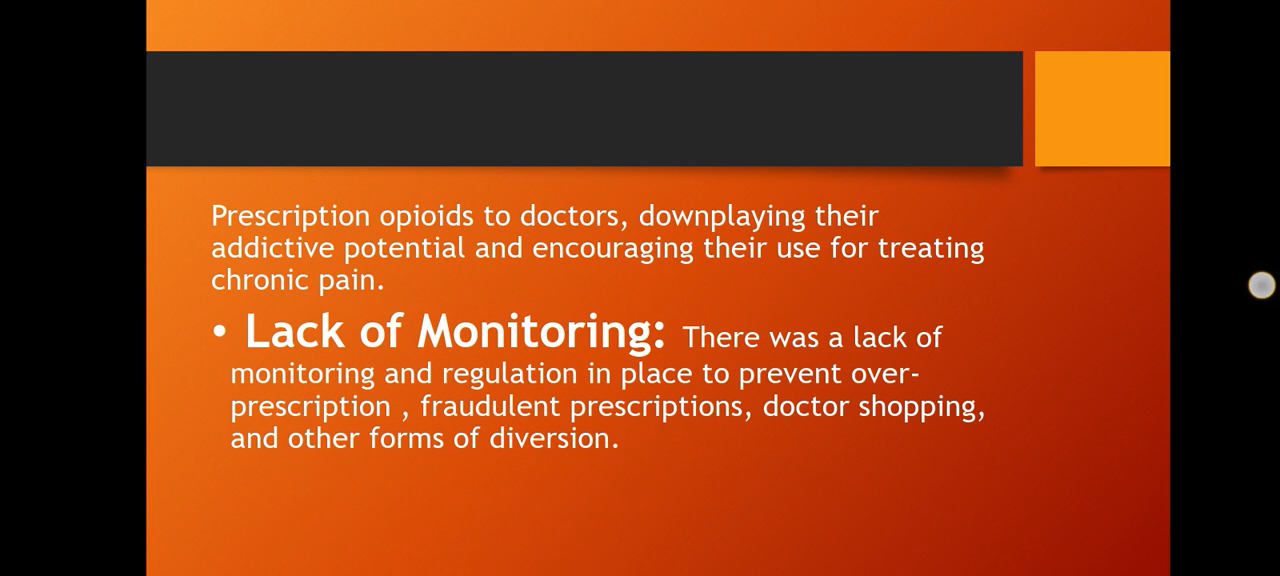 Prescription opioids to doctors, downplaying their
addictive potential and encouraging their use for treating
chronic pain.
• Lack of Monitoring: There was a lack of
monitoring and regulation in place to prevent over-
prescription , fraudulent prescriptions, doctor shopping,
and other forms of diversion.